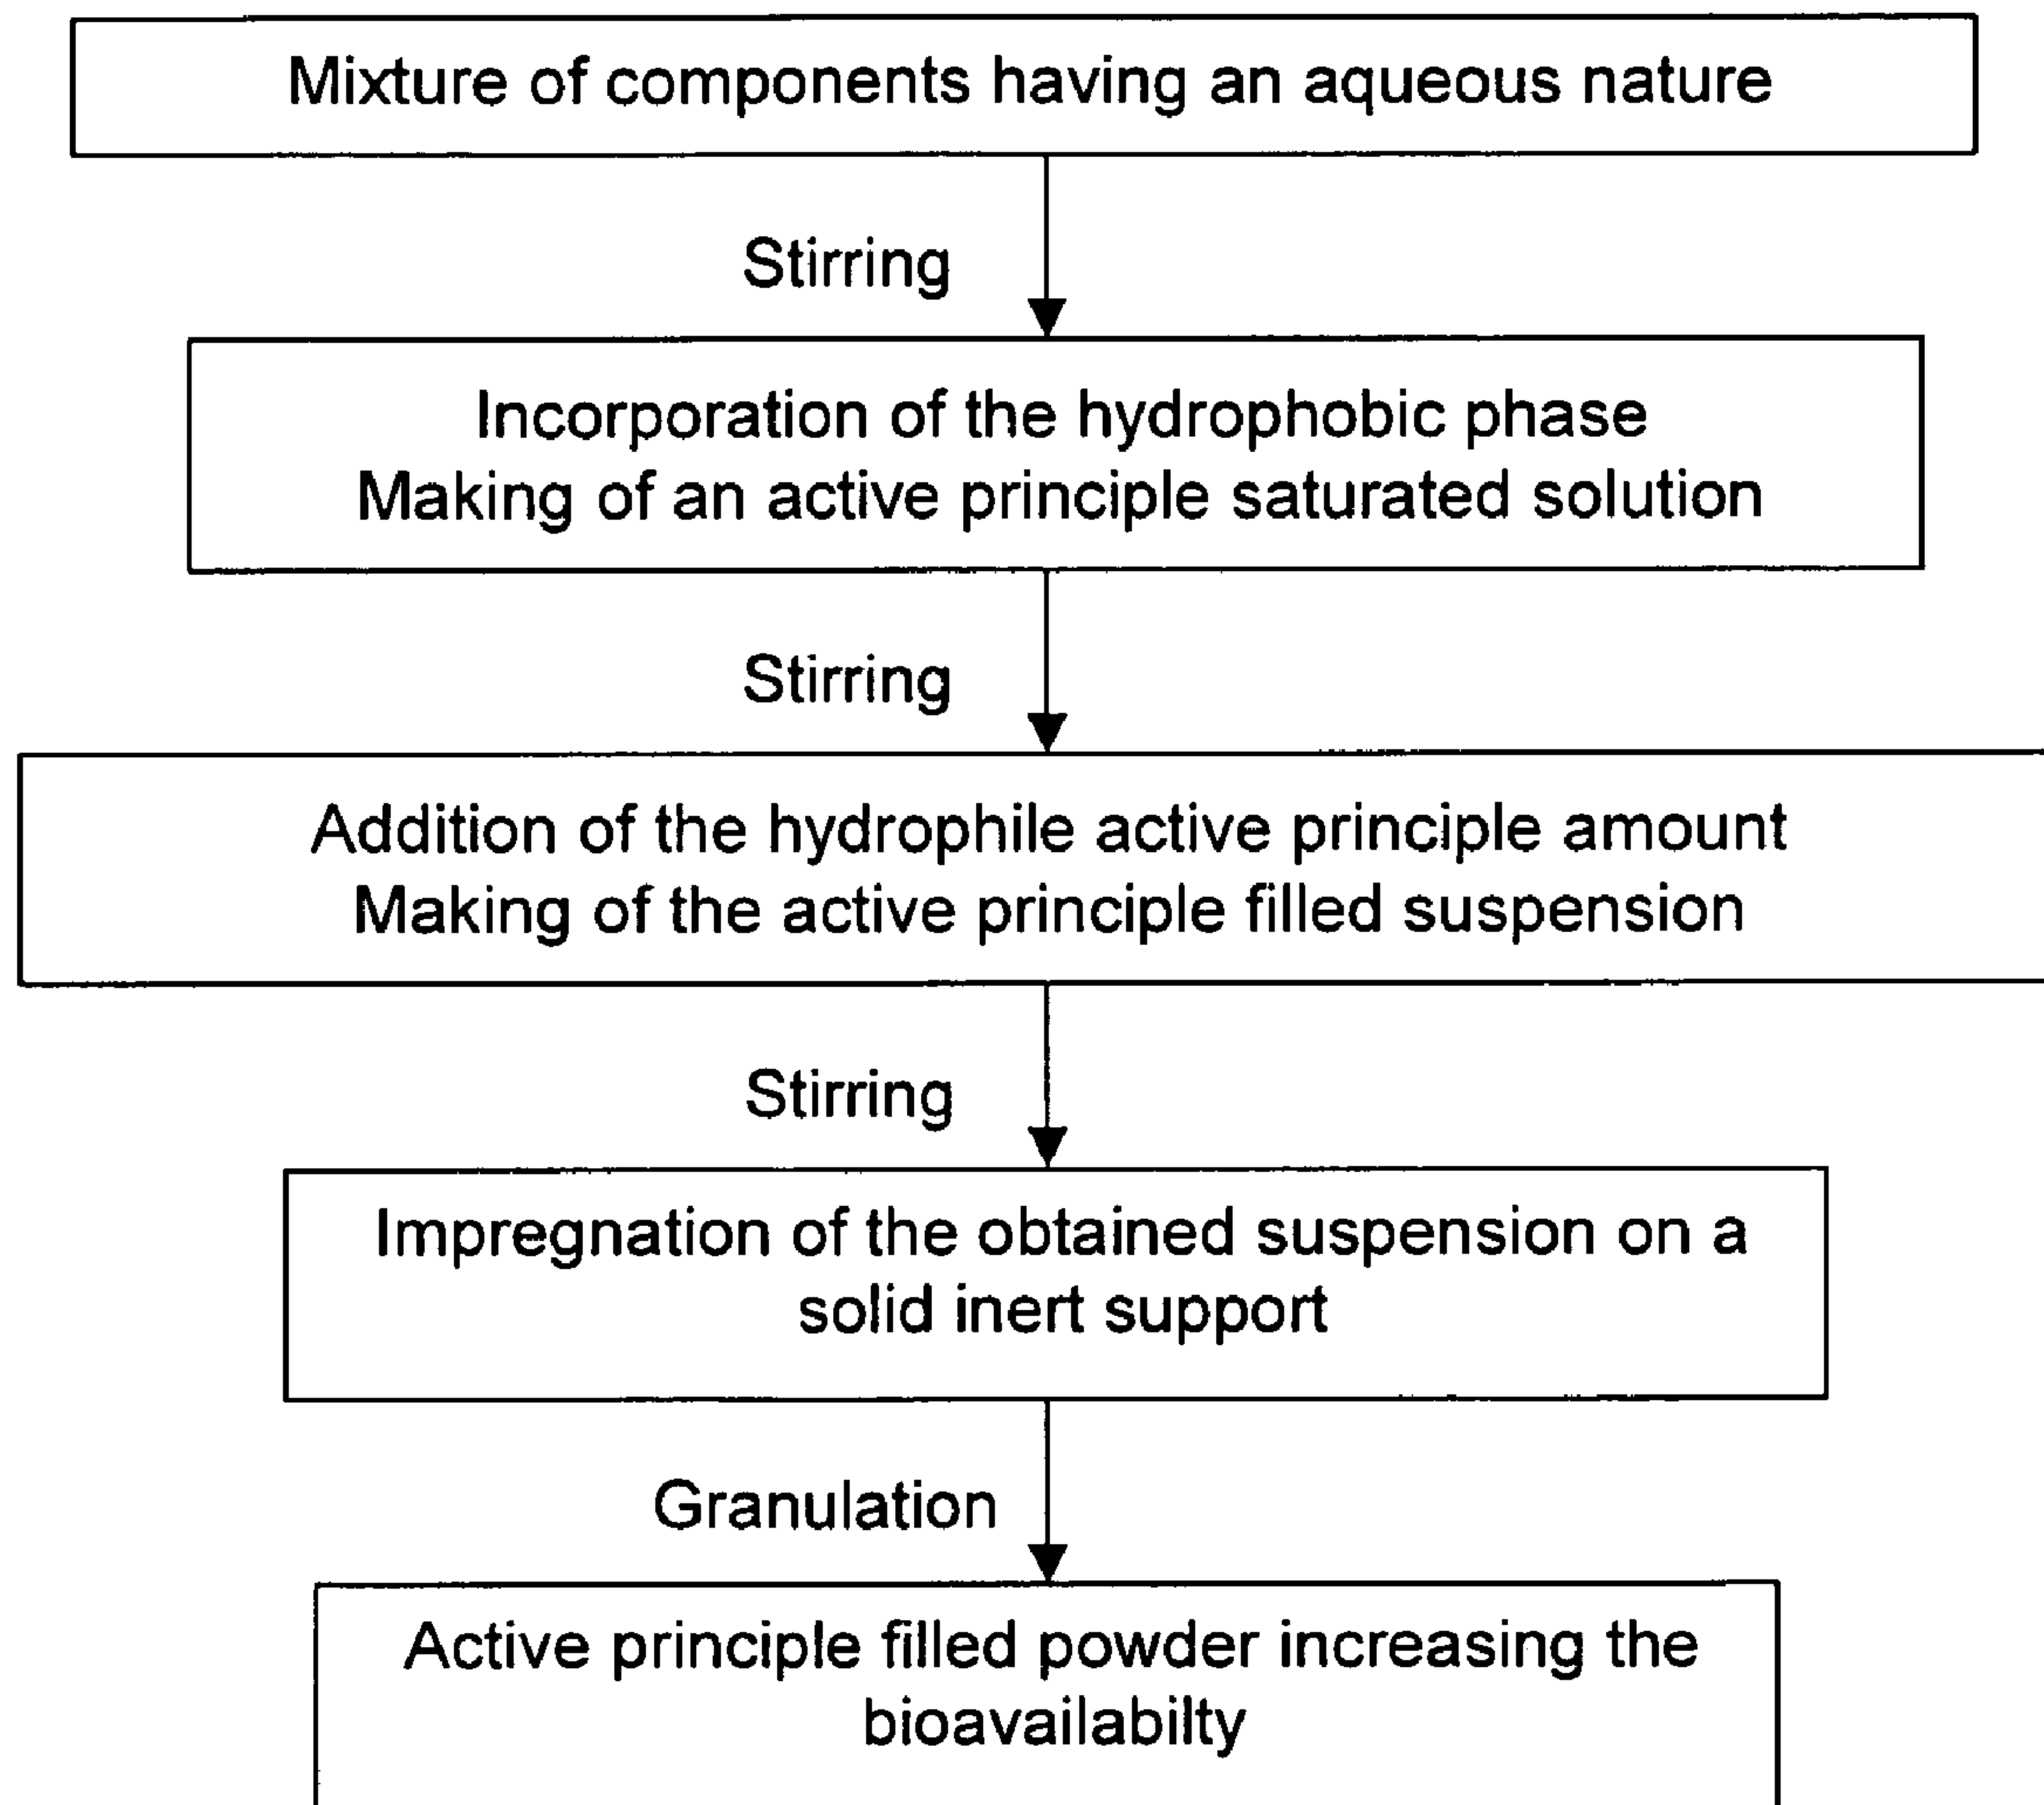 Mixture of components having an aqueous nature
Stirring
Incorporation of the hydrophobic phase
Making of an active principle saturated solution
Stirring
Addition of the hydrophile active principle amount
Making of the active principle filled suspension
Stirring
Impregnation of the obtained suspension on a
solid inert support
Granulation
Active principle filled powder increasing the
bioavailabilty